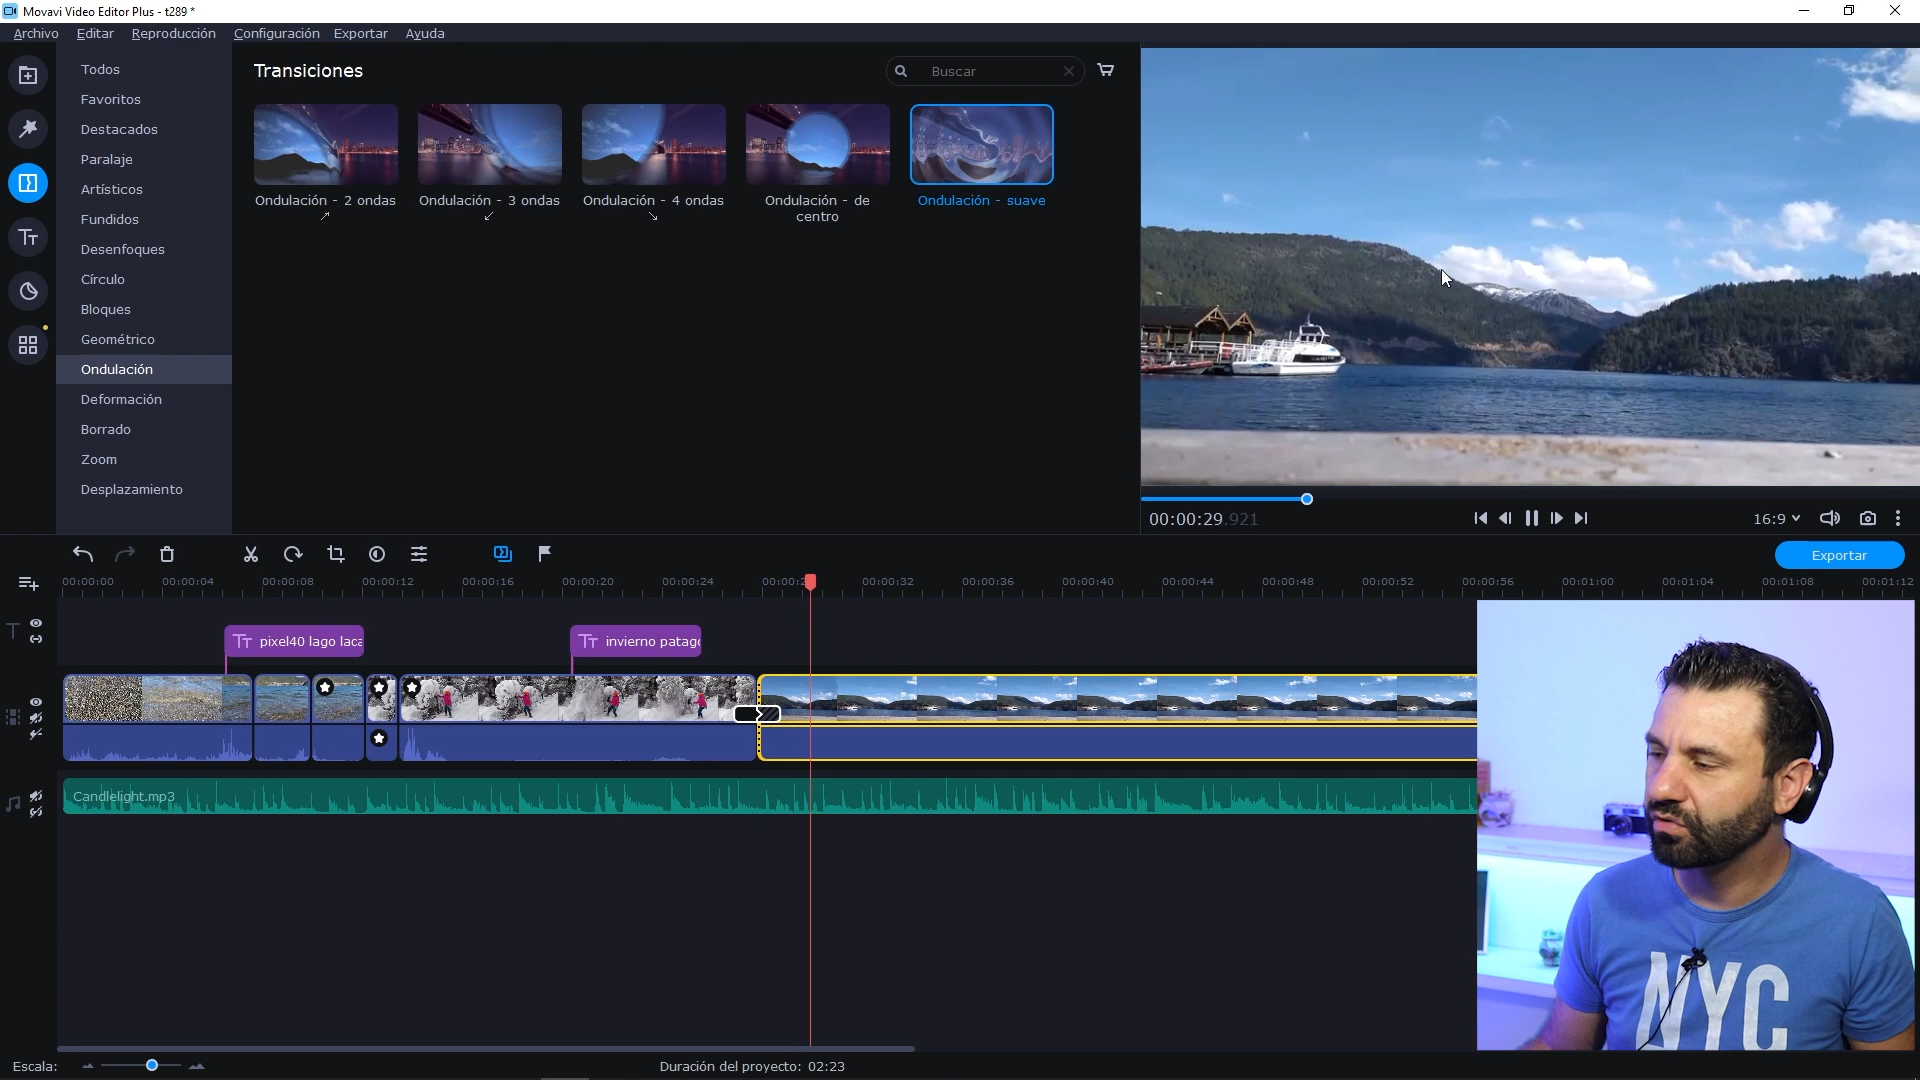 Movavi Video Editor Plus - t289 *
Archivo Editar Reproducción Configuración Exportar Ayuda
Todos
Favoritos
Destacados
Paralaje
Artísticos
Fundidos
Desenfoques
Círculo
Bloques
Geométrico
Ondulación
Deformación
Borrado
Zoom
Desplazamiento
Transiciones
Buscar
Ondulación - 2 ondas
Ondulación - 3 ondas
Ondulación - 4 ondas
Ondulación - de
centro
Ondulación - suave
00:00:29.921
16:9
Exportar
00:00:00 00:00:04 00:00:08 00:00:12 00:00:16 00:00:20 00:00:24 00:00:32 00:00:36 00:00:40 00:00:44 00:00:48 00:00:52 00:00:56 00:01:00 00:01:04 00:01:08 00:01:12
pixel40 lago laca
invierno patag
Candlelight.mp3
NYC
Escala:
Duración del proyecto: 02:23